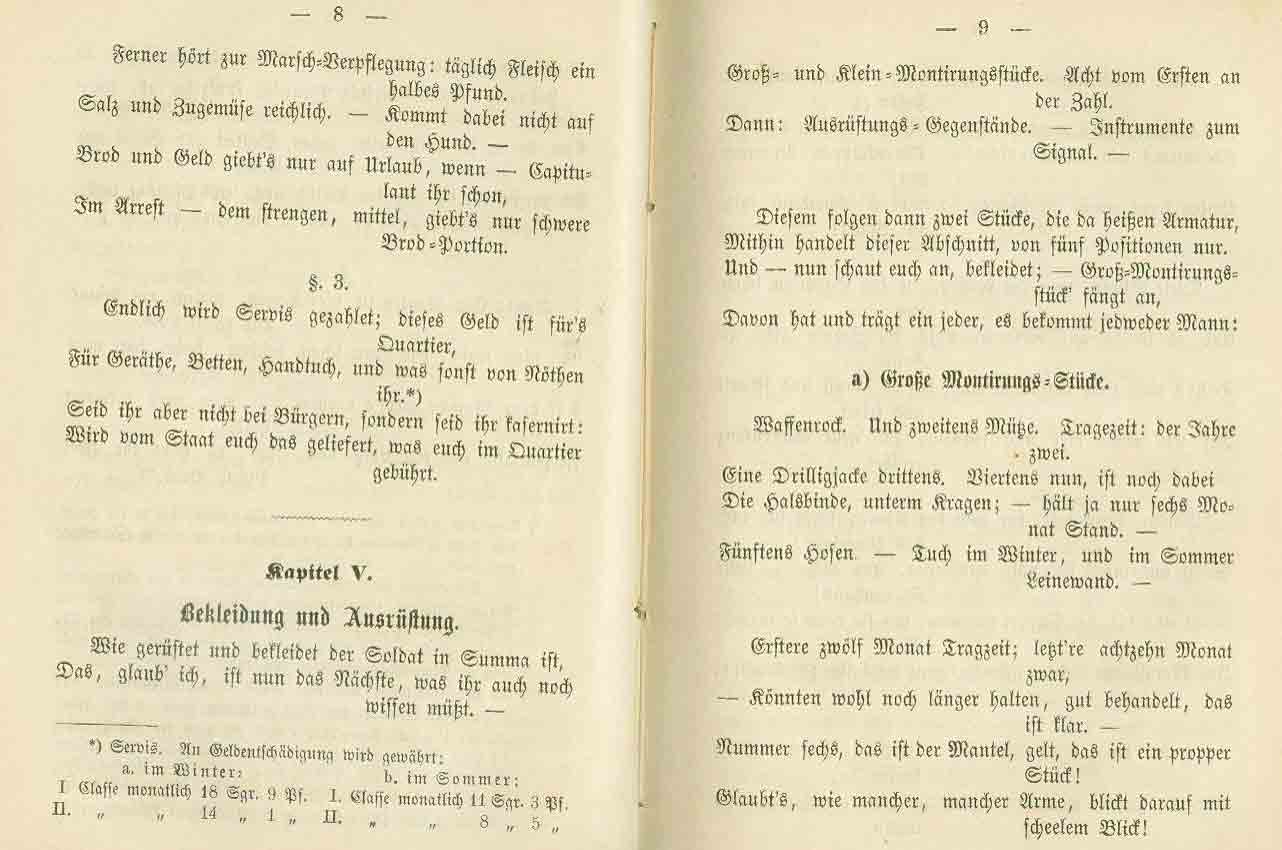 — 8 —
Ferner hört zur Marsch=Verpflegung: täglich Fleisch ein
halbes Pfund.
Salz und Zugemüse reichlich. — Kommt dabei nicht auf
den Hund. —
Brod und Geld giebt's nur auf Urlaub, wenn — Capitu=
lant ihr schon,
Im Arrest — dem strengen, mittel, giebt's nur schwere
Brod=Portion.
§. 3.
Endlich wird Servis gezahlet; dieses Geld ist für's
Quartier,
Für Geräthe, Betten, Handtuch, und was sonst von Nöthen
ihr.*)
Seid ihr aber nicht bei Bürgern, sondern seid ihr kasernirt:
Wird vom Staat euch das geliefert, was euch im Quartier
gebührt.
Kapitel V.
Bekleidung und Ausrüstung.
Wie gerüstet und bekleidet der Soldat in Summa ist,
Das, glaub' ich, ist nun das Nächste, was ihr auch noch
wissen müßt. —
*) Servis. An Geldentschädigung wird gewährt:
a. im Winter: b. im Sommer:
I Classe monatlich 18 Sgr. 9 Pf. I. Classe monatlich 11 Sgr. 3 Pf.
II. „ „ 14 „ 1 „ II. „ „ 8 „ 5 „
— 9 —
Groß= und Klein=Montirungsstücke. Acht vom Ersten an
der Zahl.
Dann: Ausrüstungs=Gegenstände. — Instrumente zum
Signal. —
Diesem folgen dann zwei Stücke, die da heißen Armatur,
Mithin handelt dieser Abschnitt, von fünf Positionen nur.
Und — nun schaut euch an, bekleidet; — Groß=Montirungs=
stück' fängt an,
Davon hat und trägt ein jeder, es bekommt jedweder Mann:
a) Große Montirungs=Stücke.
Waffenrock. Und zweitens Mütze. Tragezeit: der Jahre
zwei.
Eine Drilligjacke drittens. Viertens nun, ist noch dabei
Die Halsbinde, unterm Kragen; — hält ja nur sechs Mo=
nat Stand. —
Fünftens Hosen. — Tuch im Winter, und im Sommer
Leinewand. —
Erstere zwölf Monat Tragzeit; letzt're achtzehn Monat
zwar,
— Könnten wohl noch länger halten, gut behandelt, das
ist klar. —
Nummer sechs, das ist der Mantel, gelt, das ist ein propper
Stück!
Glaubt's, wie mancher, mancher Arme, blickt darauf mit
scheelem Blick!